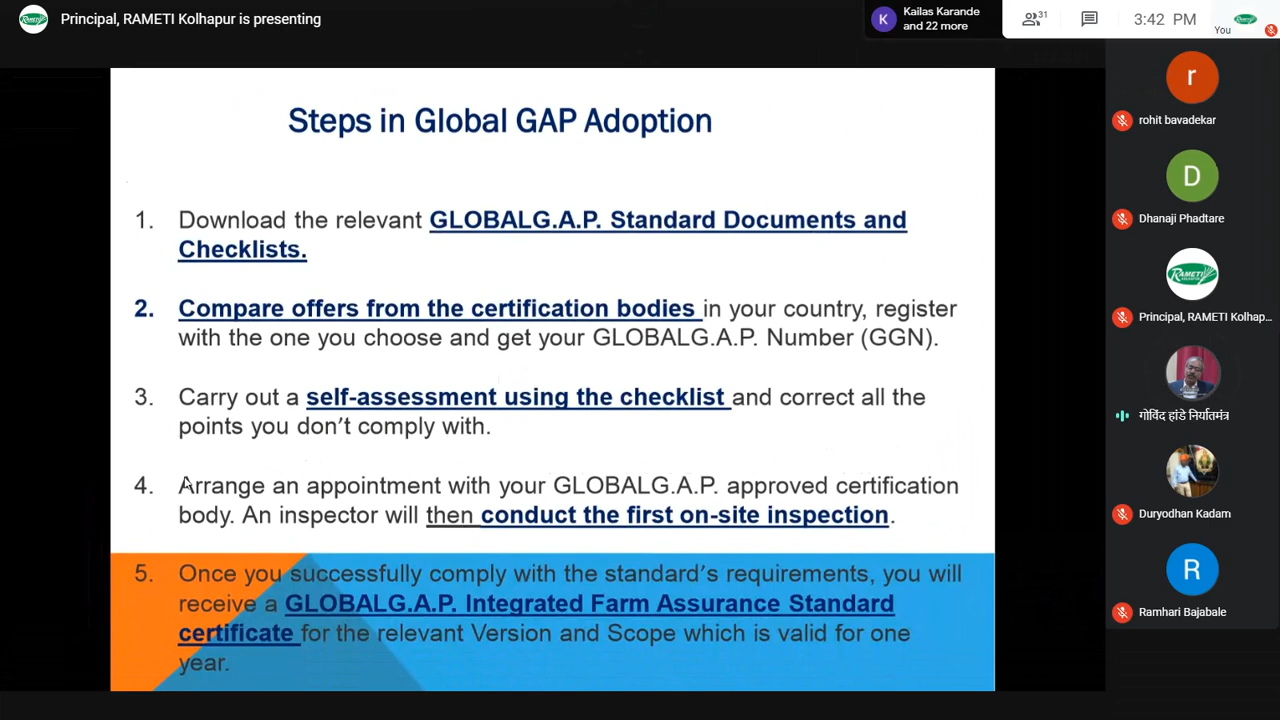 RAMETI
Principal, RAMETI Kolhapur is presenting
K
Kailas Karande
and 22 more
31
3:42 PM
You
Steps in Global GAP Adoption
1. Download the relevant GLOBALG.A.P. Standard Documents and
Checklists.
2. Compare offers from the certification bodies in your country, register
with the one you choose and get your GLOBALG.A.P. Number (GGN).
3. Carry out a self-assessment using the checklist and correct all the
points you don’t comply with.
4. Arrange an appointment with your GLOBALG.A.P. approved certification
body. An inspector will then conduct the first on-site inspection.
5. Once you successfully comply with the standard’s requirements, you will
receive a GLOBALG.A.P. Integrated Farm Assurance Standard
certificate for the relevant Version and Scope which is valid for one
year.
r
rohit bavadekar
D
Dhanaji Phadtare
RAMETI
Principal, RAMETI Kolhap...
गोविंद हांडे निर्यातमंत्र
Duryodhan Kadam
R
Ramhari Bajabale